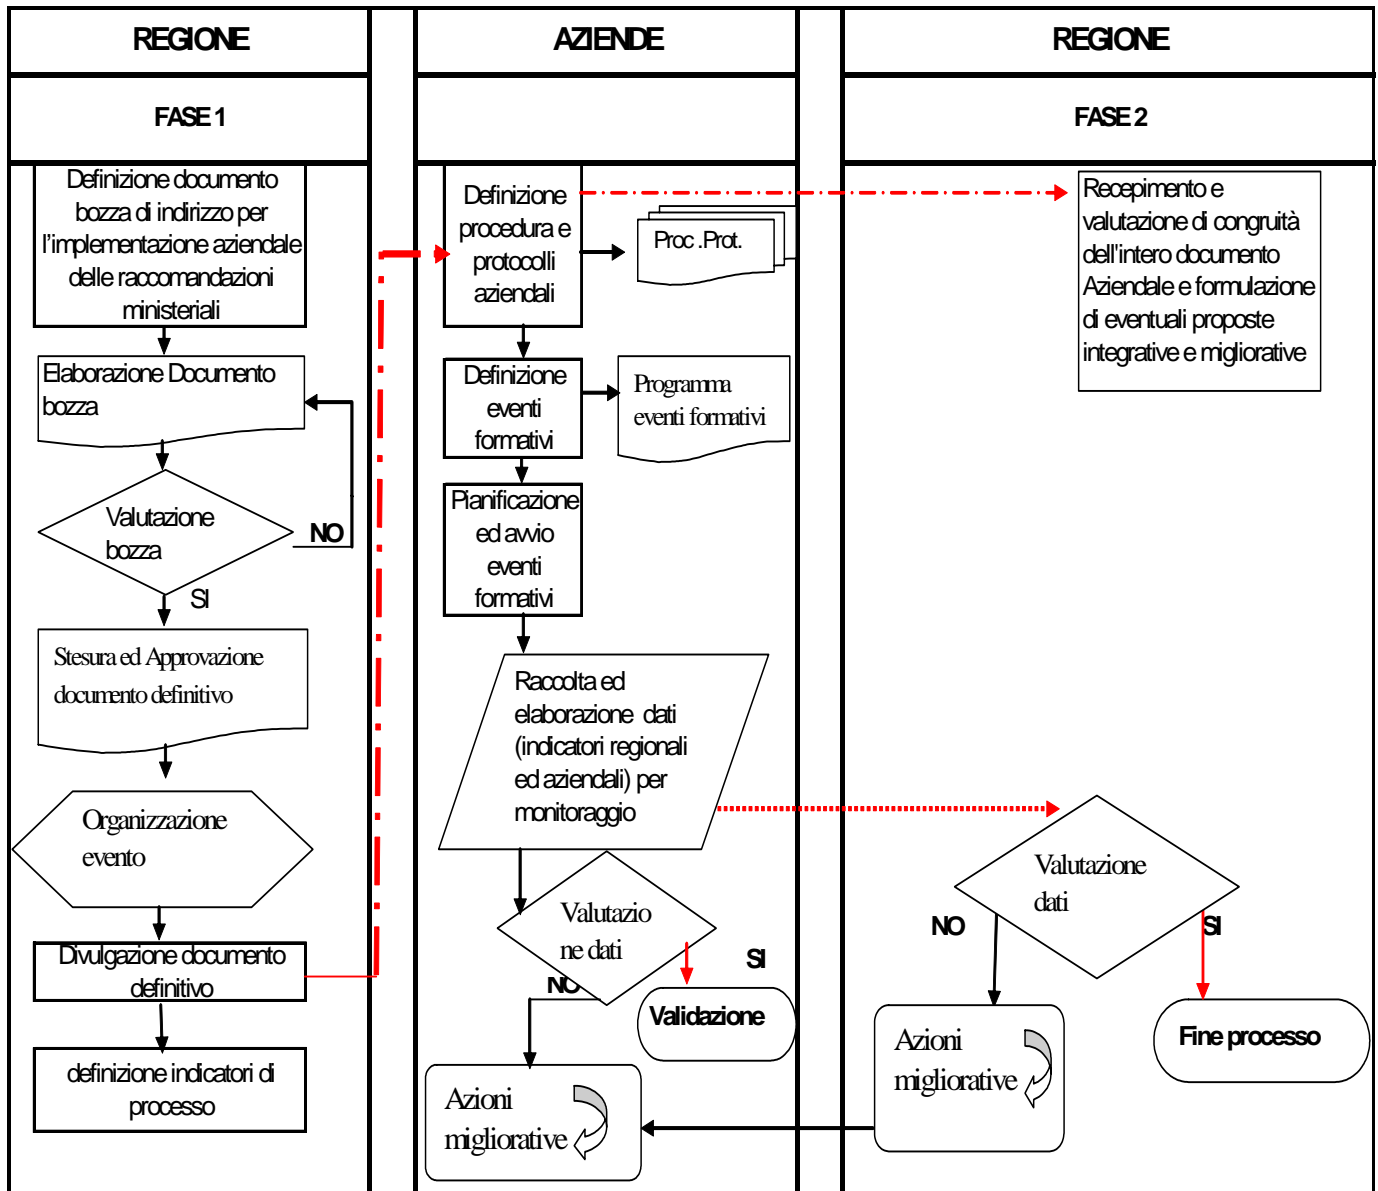 REGIONE
AZIENDE
REGIONE
FASE 1
FASE 2
Definizione documento
bozza di indirizzo per
l'implementazione aziendale
delle raccomandazioni
ministeriali
Elaborazione Documento
bozza
Valutazione
bozza
NO
SI
Stesura ed Approvazione
documento definitivo
Organizzazione
evento
Divulgazione documento
definitivo
definizione indicatori di
processo
Definizione
procedura e
protocolli
aziendali
Proc .Prot.
Definizione
eventi
formativi
Programma
eventi formativi
Pianificazione
ed avvio
eventi
formativi
Raccolta ed
elaborazione dati
(indicatori regionali
ed aziendali) per
monitoraggio
Valutazio
ne dati
SI
NO
Validazione
Azioni
migliorative
Recepimento e
valutazione di congruità
dell'intero documento
Aziendale e formulazione
di eventuali proposte
integrative e migliorative
Valutazione
dati
NO
SI
Azioni
migliorative
Fine processo